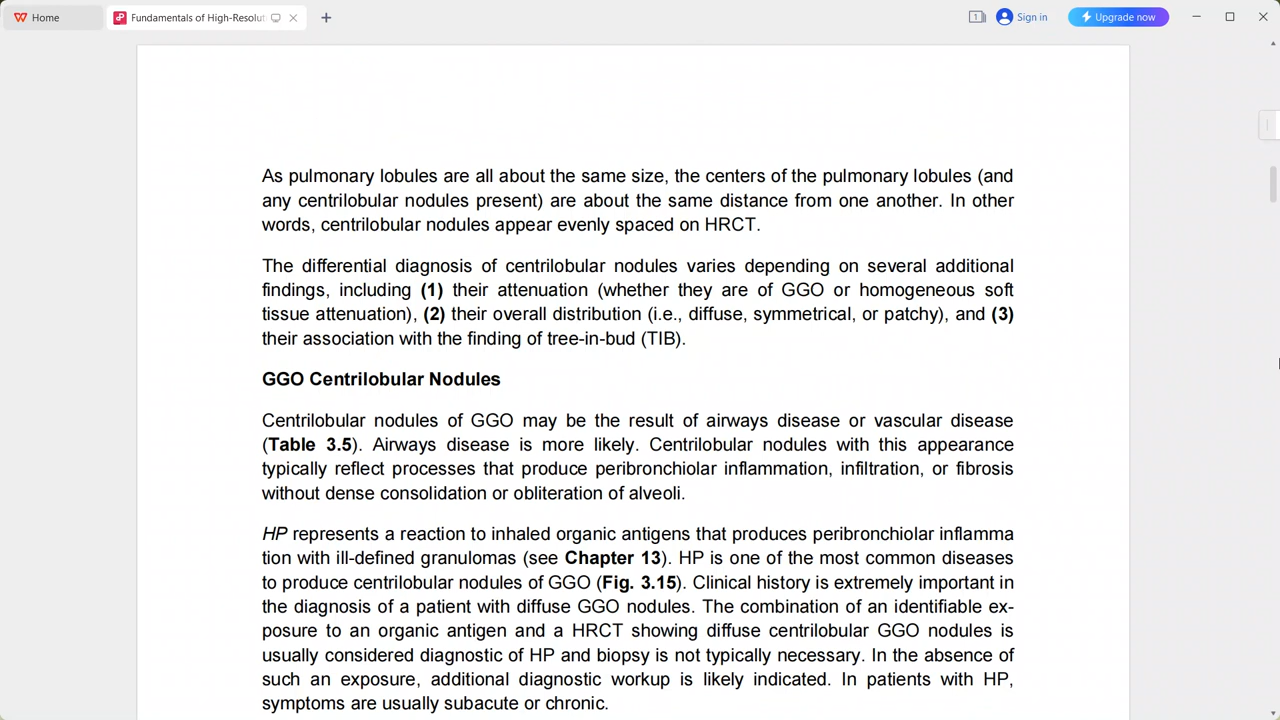 Home
Fundamentals of High-Resolut
1
Sign in
Upgrade now
As pulmonary lobules are all about the same size, the centers of the pulmonary lobules (and
any centrilobular nodules present) are about the same distance from one another. In other
words, centrilobular nodules appear evenly spaced on HRCT.
The differential diagnosis of centrilobular nodules varies depending on several additional
findings, including (1) their attenuation (whether they are of GGO or homogeneous soft
tissue attenuation), (2) their overall distribution (i.e., diffuse, symmetrical, or patchy), and (3)
their association with the finding of tree-in-bud (TIB).
GGO Centrilobular Nodules
Centrilobular nodules of GGO may be the result of airways disease or vascular disease
(Table 3.5). Airways disease is more likely. Centrilobular nodules with this appearance
typically reflect processes that produce peribronchiolar inflammation, infiltration, or fibrosis
without dense consolidation or obliteration of alveoli.
HP represents a reaction to inhaled organic antigens that produces peribronchiolar inflamma
tion with ill-defined granulomas (see Chapter 13). HP is one of the most common diseases
to produce centrilobular nodules of GGO (Fig. 3.15). Clinical history is extremely important in
the diagnosis of a patient with diffuse GGO nodules. The combination of an identifiable ex-
posure to an organic antigen and a HRCT showing diffuse centrilobular GGO nodules is
usually considered diagnostic of HP and biopsy is not typically necessary. In the absence of
such an exposure, additional diagnostic workup is likely indicated. In patients with HP,
symptoms are usually subacute or chronic.